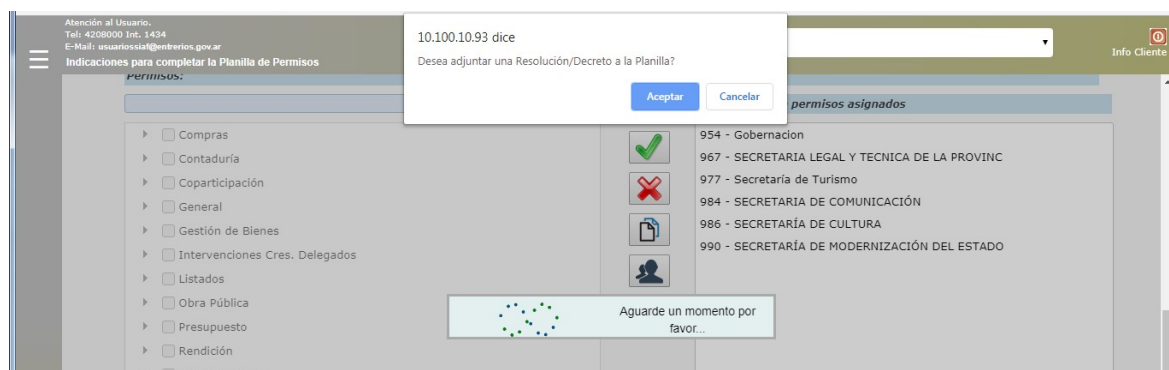 Atención al Usuario.
Tel: 4208000 Int. 1434
E-Mail: usuariossiaf@entrerios.gov.ar
Indicaciones para completar la Planilla de Permisos
10.100.10.93 dice
Desea adjuntar una Resolución/Decreto a la Planilla?
Aceptar Cancelar
Info Cliente
Permisos:
permisos asignados
Compras
Contaduría
Coparticipación
General
Gestión de Bienes
Intervenciones Cres. Delegados
Listados
Obra Pública
Presupuesto
Rendición
954 - Gobernacion
967 - SECRETARIA LEGAL Y TECNICA DE LA PROVINC
977 - Secretaría de Turismo
984 - SECRETARIA DE COMUNICACIÓN
986 - SECRETARÍA DE CULTURA
990 - SECRETARÍA DE MODERNIZACIÓN DEL ESTADO
Aguarde un momento por
favor...